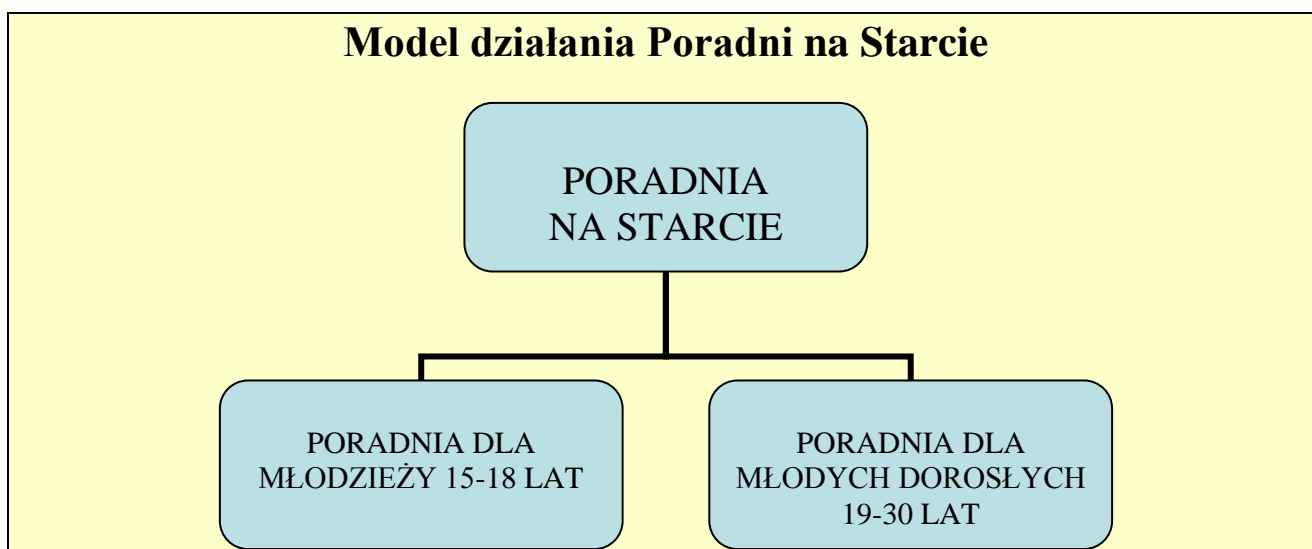 Model działania Poradni na Starcie
PORADNIA
NA STARCIE
PORADNIA DLA
MŁODZIEŻY 15-18 LAT
PORADNIA DLA
MŁODYCH DOROSŁYCH
19-30 LAT